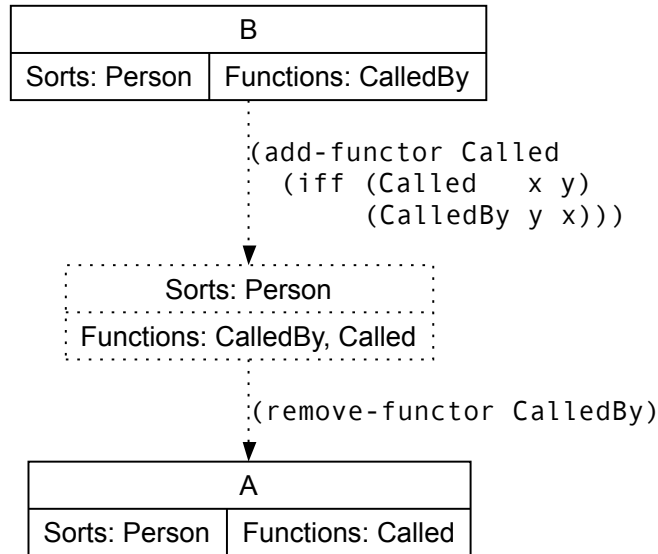 B
Sorts: Person Functions: CalledBy
(add-functor Called
(iff (Called   x y)
(CalledBy y x)))
Sorts: Person
Functions: CalledBy, Called
(remove-functor CalledBy)
A
Sorts: Person Functions: Called